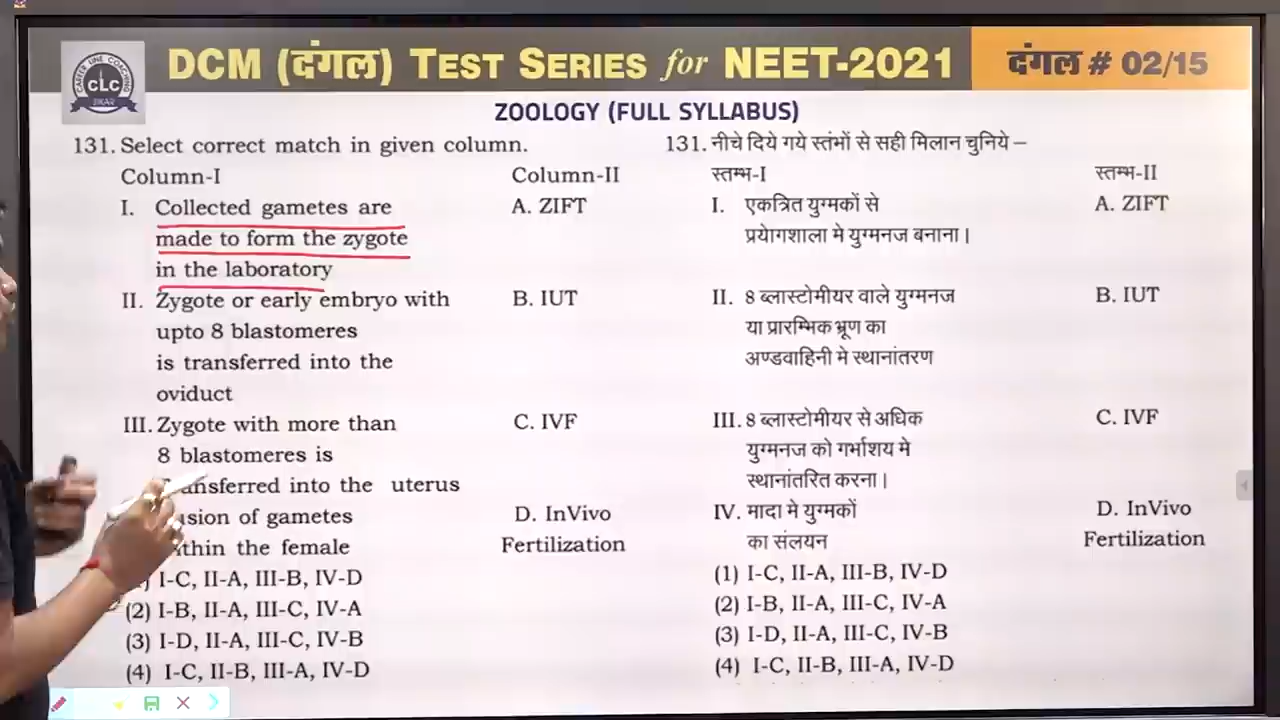 DCM (दंगल) TEST SERIES for NEET-2021
दंगल # 02/15
CAREER LINE COACHING
CLC
SIKAR
ZOOLOGY (FULL SYLLABUS)
131. Select correct match in given column.
Column-I Column-II
I. Collected gametes are A. ZIFT
made to form the zygote
in the laboratory
II. Zygote or early embryo with B. IUT
upto 8 blastomeres
is transferred into the
oviduct
III. Zygote with more than C. IVF
8 blastomeres is
ansferred into the uterus
usion of gametes D. InVivo
thin the female Fertilization
) I-C, II-A, III-B, IV-D
(2) I-B, II-A, III-C, IV-A
(3) I-D, II-A, III-C, IV-B
(4) I-C, II-B, III-A, IV-D
131. नीचे दिये गये स्तंभों से सही मिलान चुनिये –
स्तम्भ-I स्तम्भ-II
I. एकत्रित युग्मकों से A. ZIFT
प्रयोगशाला मे युग्मनज बनाना।
II. 8 ब्लास्टोमीयर वाले युग्मनज B. IUT
या प्रारम्भिक भ्रूण का
अण्डवाहिनी मे स्थानांतरण
III. 8 ब्लास्टोमीयर से अधिक C. IVF
युग्मनज को गर्भाशय मे
स्थानांतरित करना।
IV. मादा मे युग्मकों D. InVivo
का संलयन Fertilization
(1) I-C, II-A, III-B, IV-D
(2) I-B, II-A, III-C, IV-A
(3) I-D, II-A, III-C, IV-B
(4) I-C, II-B, III-A, IV-D